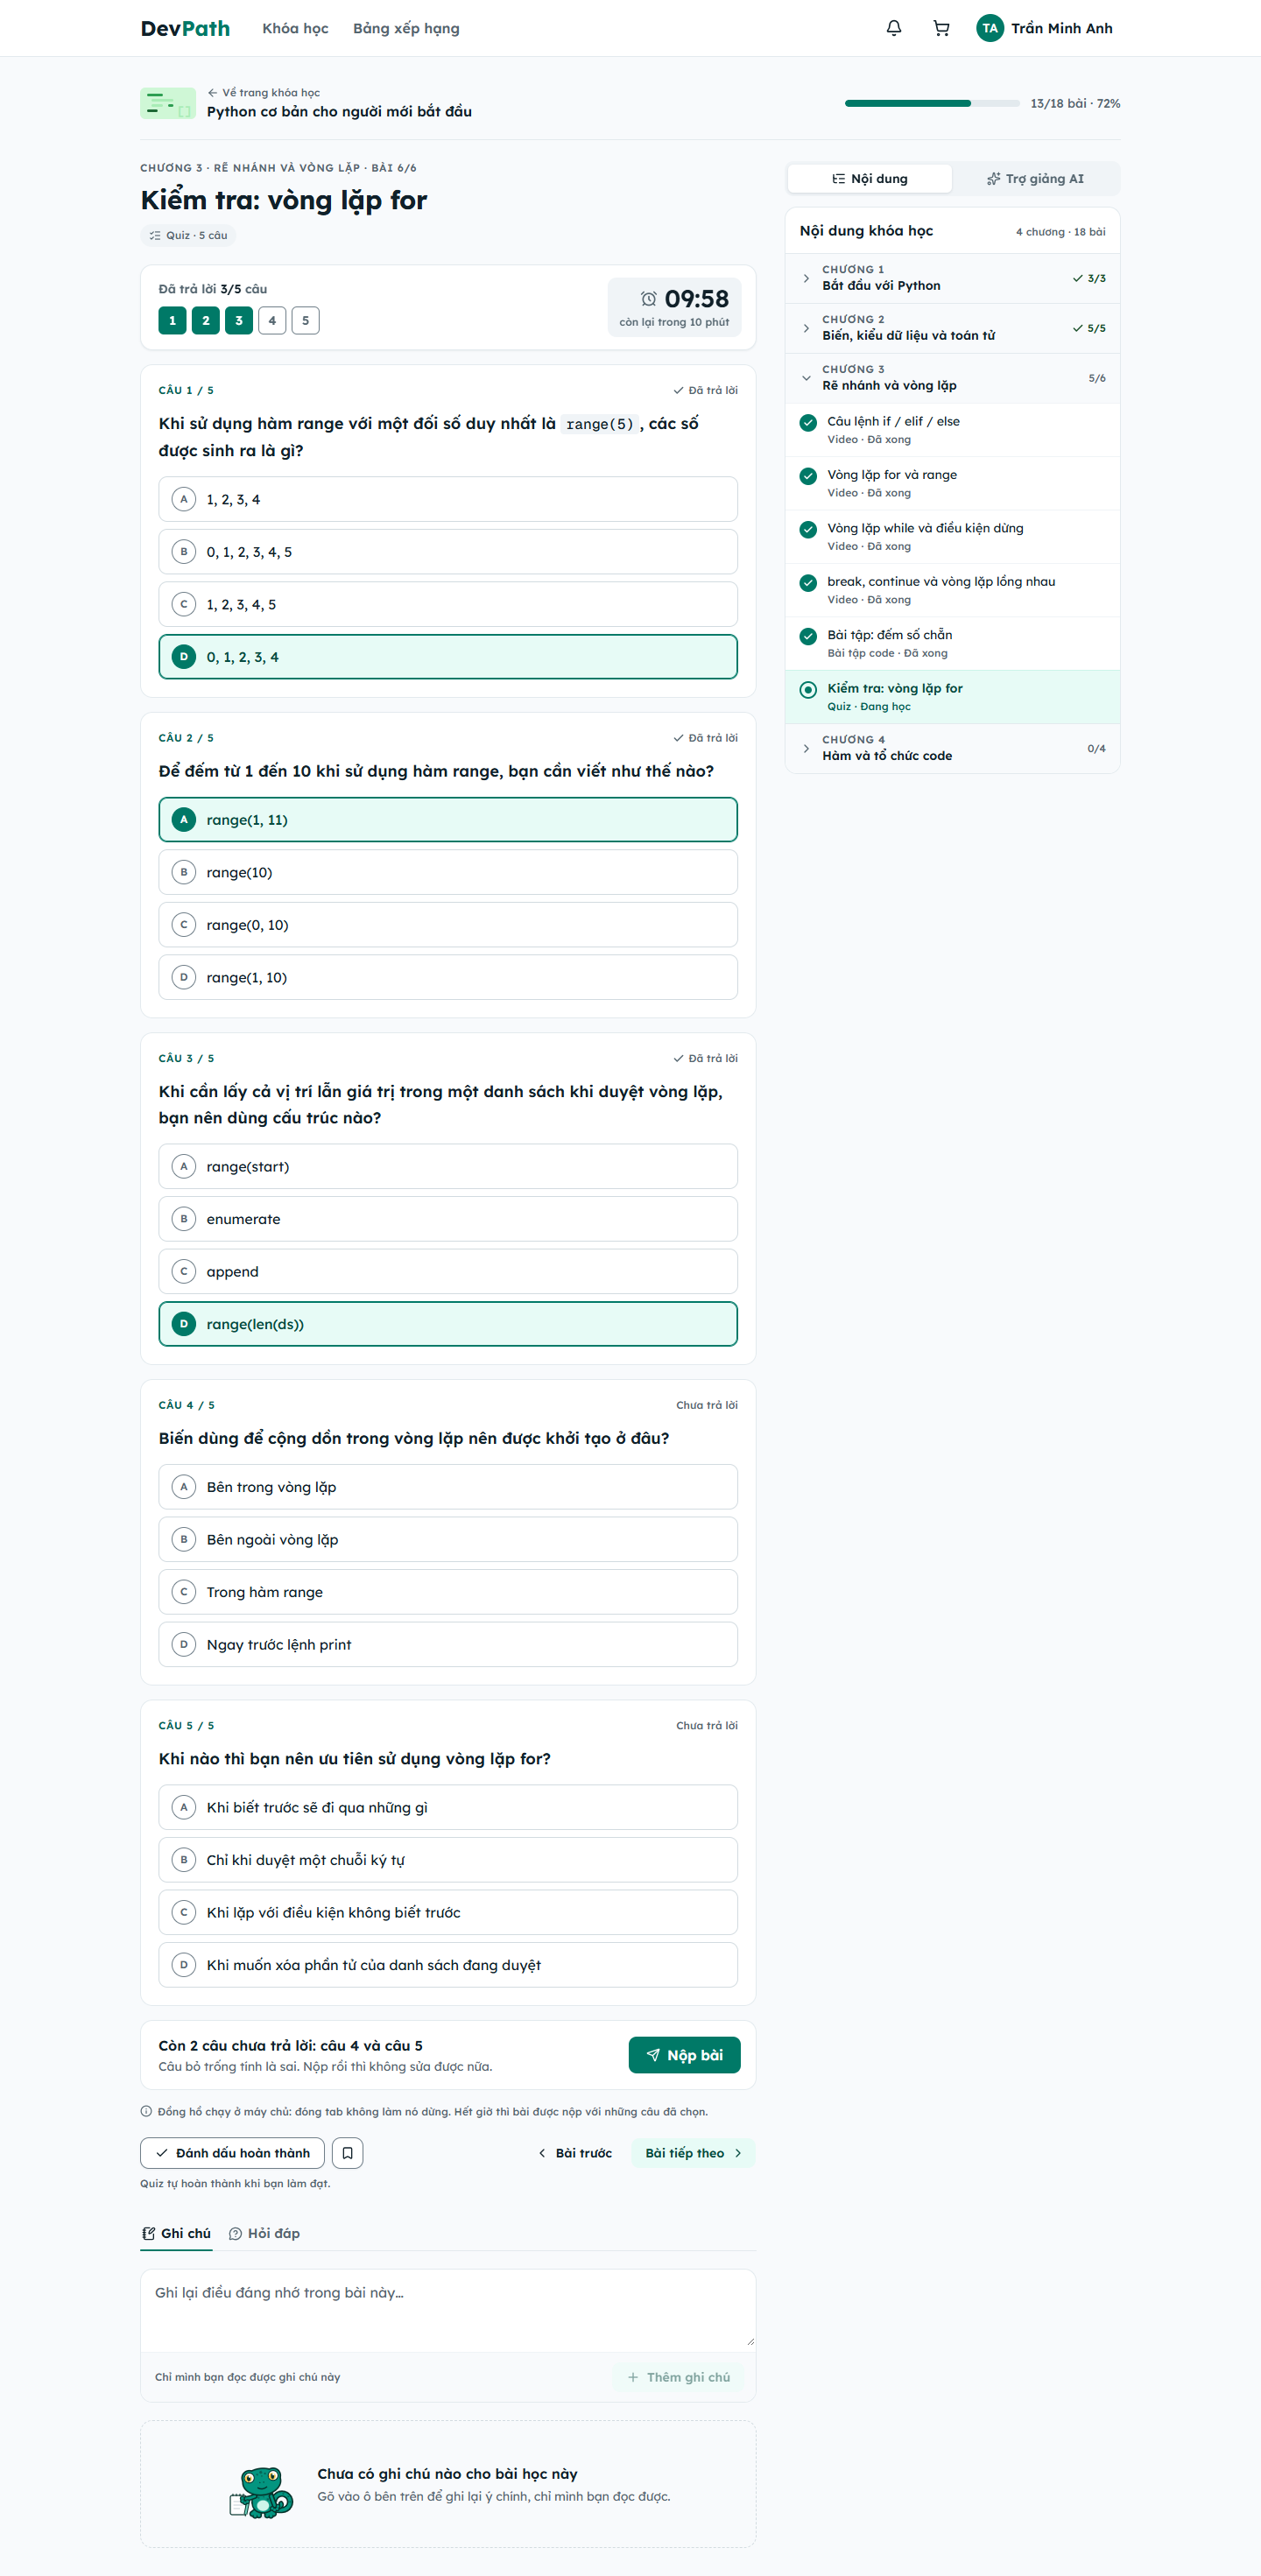 DevPath
Khóa học
Bảng xếp hạng
TA
Trần Minh Anh
Về trang khóa học
Python cơ bản cho người mới bắt đầu
13/18 bài · 72%
CHƯƠNG 3 · RẼ NHÁNH VÀ VÒNG LẶP · BÀI 6/6
Kiểm tra: vòng lặp for
Quiz · 5 câu
Đã trả lời 3/5 câu
1 2 3 4 5
09:58
còn lại trong 10 phút
CÂU 1 / 5
Đã trả lời
Khi sử dụng hàm range với một đối số duy nhất là range(5) , các số
được sinh ra là gì?
A 1, 2, 3, 4
B 0, 1, 2, 3, 4, 5
C 1, 2, 3, 4, 5
D 0, 1, 2, 3, 4
CÂU 2 / 5
Đã trả lời
Để đếm từ 1 đến 10 khi sử dụng hàm range, bạn cần viết như thế nào?
A range(1, 11)
B range(10)
C range(0, 10)
D range(1, 10)
CÂU 3 / 5
Đã trả lời
Khi cần lấy cả vị trí lẫn giá trị trong một danh sách khi duyệt vòng lặp,
bạn nên dùng cấu trúc nào?
A range(start)
B enumerate
C append
D range(len(ds))
CÂU 4 / 5
Chưa trả lời
Biến dùng để cộng dồn trong vòng lặp nên được khởi tạo ở đâu?
A Bên trong vòng lặp
B Bên ngoài vòng lặp
C Trong hàm range
D Ngay trước lệnh print
CÂU 5 / 5
Chưa trả lời
Khi nào thì bạn nên ưu tiên sử dụng vòng lặp for?
A Khi biết trước sẽ đi qua những gì
B Chỉ khi duyệt một chuỗi ký tự
C Khi lặp với điều kiện không biết trước
D Khi muốn xóa phần tử của danh sách đang duyệt
Còn 2 câu chưa trả lời: câu 4 và câu 5
Câu bỏ trống tính là sai. Nộp rồi thì không sửa được nữa.
Nộp bài
Đồng hồ chạy ở máy chủ: đóng tab không làm nó dừng. Hết giờ thì bài được nộp với những câu đã chọn.
Đánh dấu hoàn thành
Bài trước
Bài tiếp theo
Quiz tự hoàn thành khi bạn làm đạt.
Ghi chú
Hỏi đáp
Ghi lại điều đáng nhớ trong bài này...
Chỉ mình bạn đọc được ghi chú này
Thêm ghi chú
Chưa có ghi chú nào cho bài học này
Gõ vào ô bên trên để ghi lại ý chính, chỉ mình bạn đọc được.
Nội dung
Trợ giảng AI
Nội dung khóa học
4 chương · 18 bài
CHƯƠNG 1
Bắt đầu với Python
3/3
CHƯƠNG 2
Biến, kiểu dữ liệu và toán tử
5/5
CHƯƠNG 3
Rẽ nhánh và vòng lặp
5/6
Câu lệnh if / elif / else
Video · Đã xong
Vòng lặp for và range
Video · Đã xong
Vòng lặp while và điều kiện dừng
Video · Đã xong
break, continue và vòng lặp lồng nhau
Video · Đã xong
Bài tập: đếm số chẵn
Bài tập code · Đã xong
Kiểm tra: vòng lặp for
Quiz · Đang học
CHƯƠNG 4
Hàm và tổ chức code
0/4